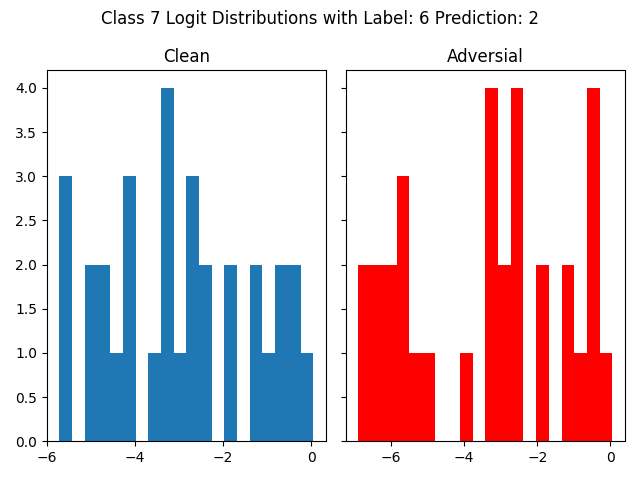 Class 7 Logit Distributions with Label: 6 Prediction: 2
Clean
Adversial
4.0
3.5
3.0
2.5
2.0
1.5
1.0
0.5
0.0
−6 −4 −2 0
−6 −4 −2 0